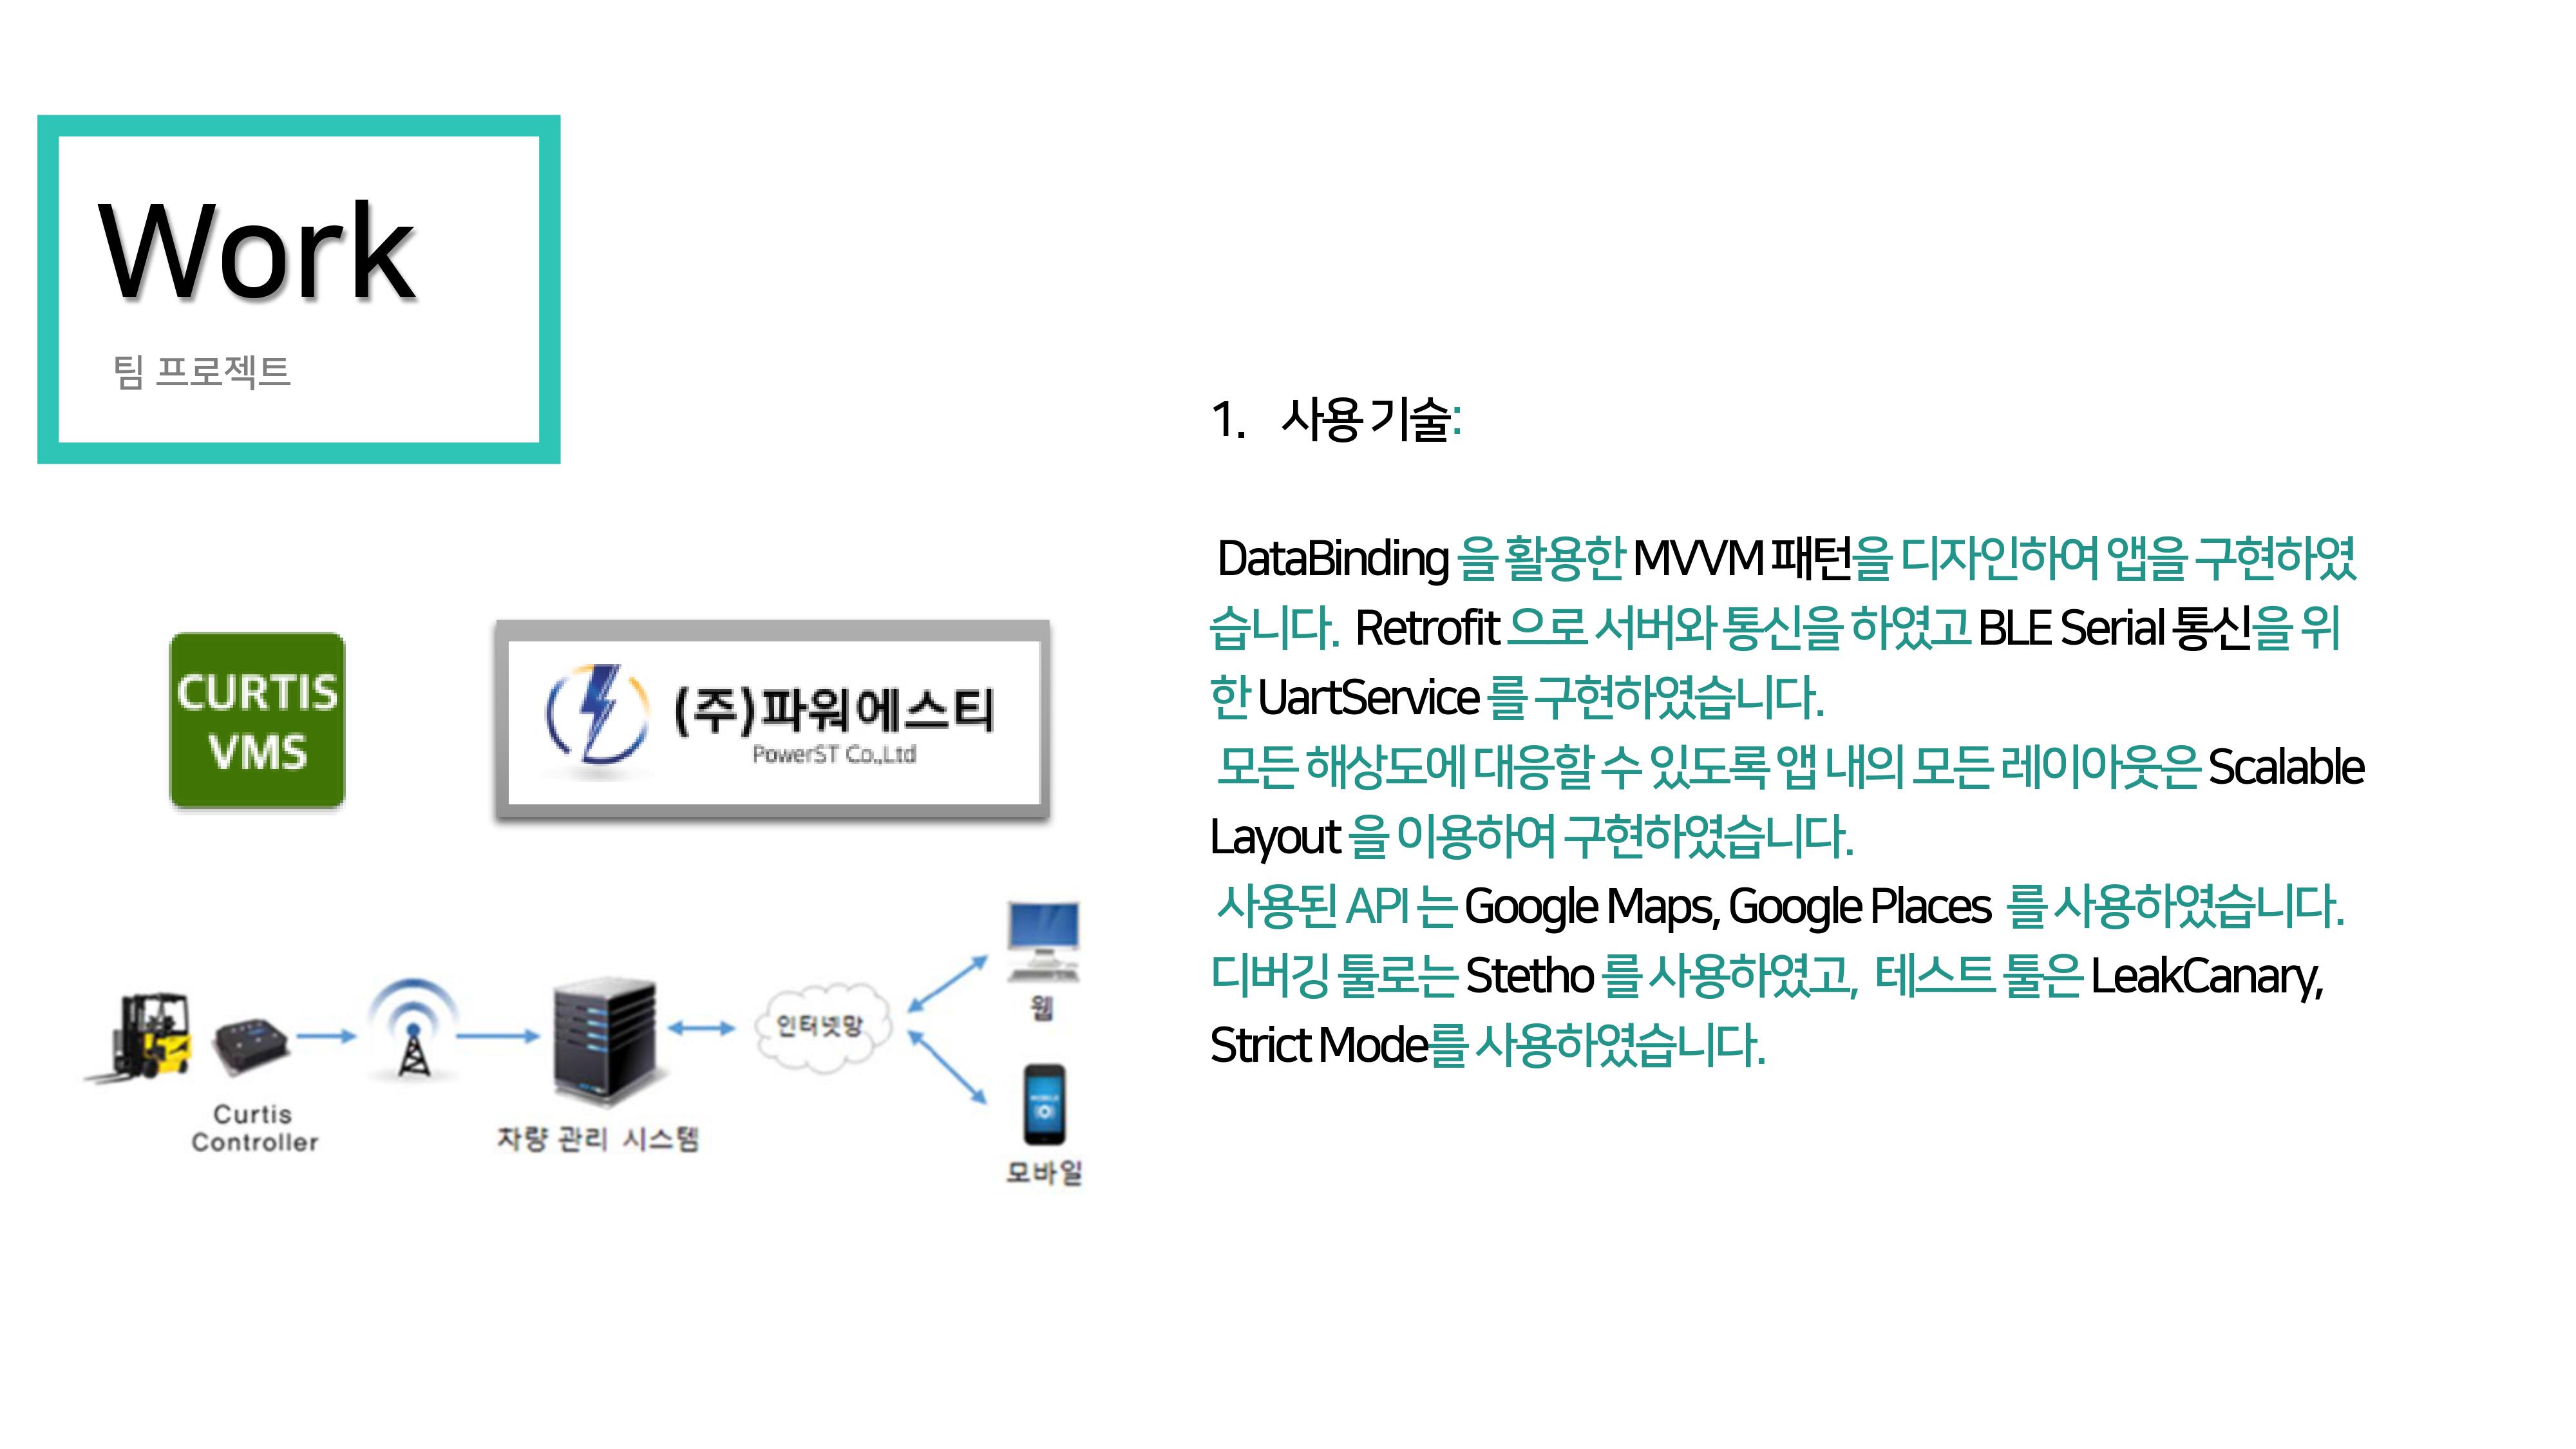 Work
팀 프로젝트
1. 사용 기술:
DataBinding 을 활용한 MVVM 패턴을 디자인하여 앱을 구현하였
습니다. Retrofit 으로 서버와 통신을 하였고 BLE Serial 통신을 위
한 UartService 를 구현하였습니다.
모든 해상도에 대응할 수 있도록 앱 내의 모든 레이아웃은 Scalable
Layout 을 이용하여 구현하였습니다.
사용된 API 는 Google Maps, Google Places 를 사용하였습니다.
디버깅 툴로는 Stetho 를 사용하였고, 테스트 툴은 LeakCanary,
Strict Mode를 사용하였습니다.
CURTIS
VMS
(주)파워에스티
PowerST Co.,Ltd
Curtis
Controller
차량 관리 시스템
인터넷망
웹
모바일
MOBILE